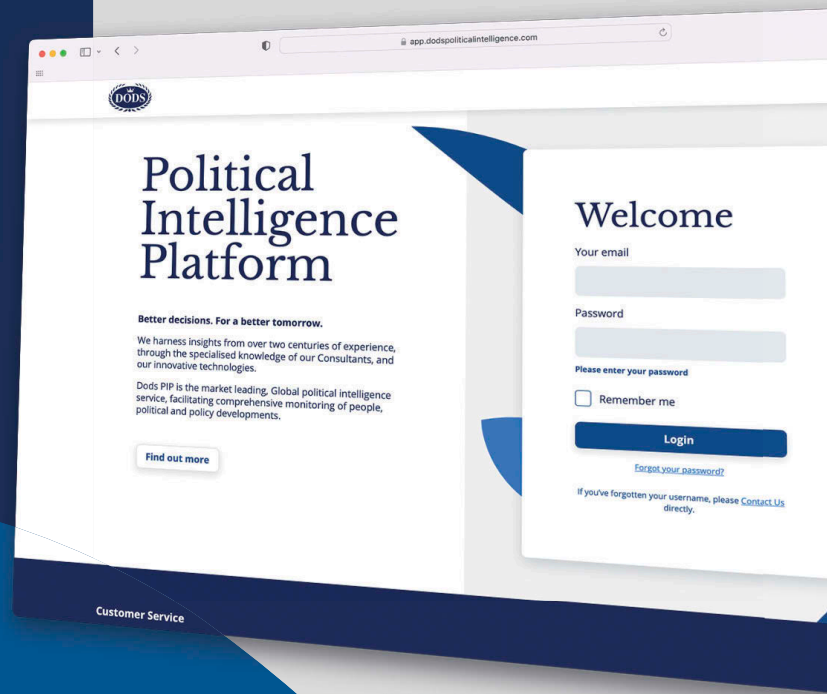 app.dodspoliticalintelligence.com
DODS
Political
Intelligence
Platform
Better decisions. For a better tomorrow.
We harness insights from over two centuries of experience,
through the specialised knowledge of our Consultants, and
our innovative technologies.
Dods PIP is the market leading, Global political intelligence
service, facilitating comprehensive monitoring of people,
political and policy developments.
Find out more
Welcome
Your email
Password
Please enter your password
Remember me
Login
Forgot your password?
If you've forgotten your username, please Contact Us
directly.
Customer Service